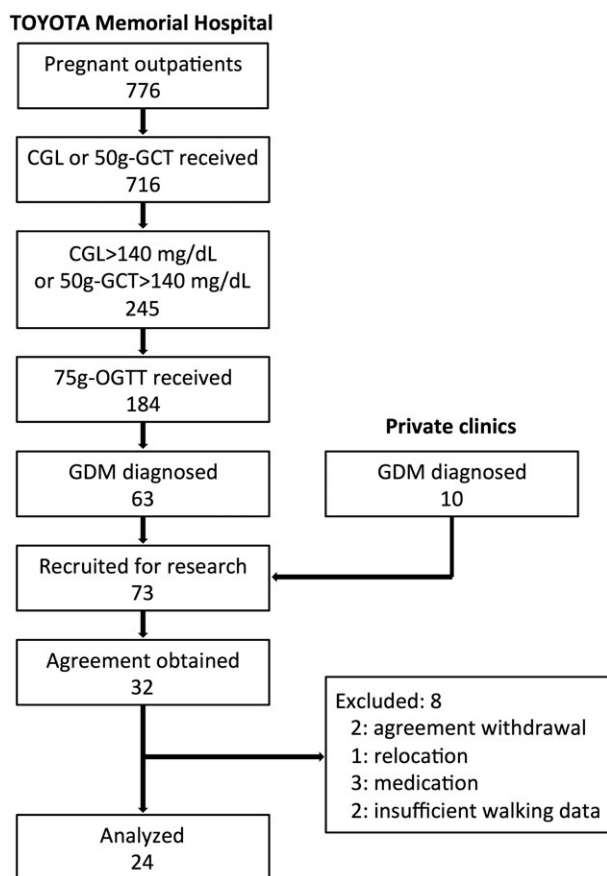 TOYOTA Memorial Hospital
Pregnant outpatients
776
CGL or 50g-GCT received
716
CGL>140 mg/dL
or 50g-GCT>140 mg/dL
245
75g-OGTT received
184
GDM diagnosed
63
Private clinics
GDM diagnosed
10
Recruited for research
73
Agreement obtained
32
Excluded: 8
2: agreement withdrawal
1: relocation
3: medication
2: insufficient walking data
Analyzed
24